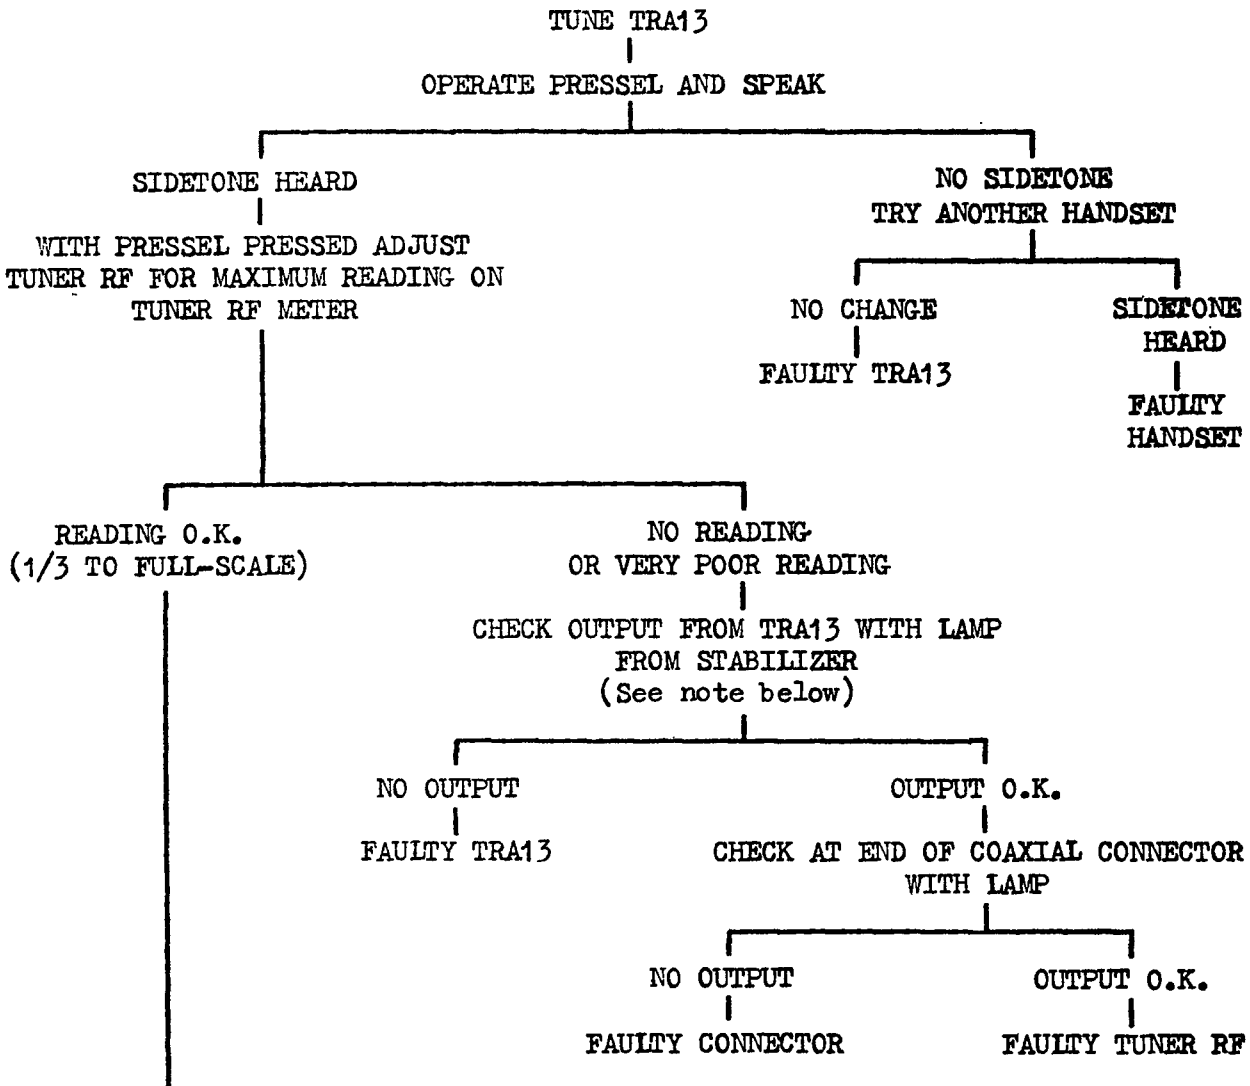 TUNE TRA13
OPERATE PRESSEL AND SPEAK
SIDETONE HEARD
WITH PRESSEL PRESSED ADJUST
TUNER RF FOR MAXIMUM READING ON
TUNER RF METER
NO SIDETONE
TRY ANOTHER HANDSET
NO CHANGE
FAULTY TRA13
SIDETONE
HEARD
FAULTY
HANDSET
READING O.K.
(1/3 TO FULL-SCALE)
NO READING
OR VERY POOR READING
CHECK OUTPUT FROM TRA13 WITH LAMP
FROM STABILIZER
(See note below)
NO OUTPUT
FAULTY TRA13
OUTPUT O.K.
CHECK AT END OF COAXIAL CONNECTOR
WITH LAMP
NO OUTPUT
FAULTY CONNECTOR
OUTPUT O.K.
FAULTY TUNER RF